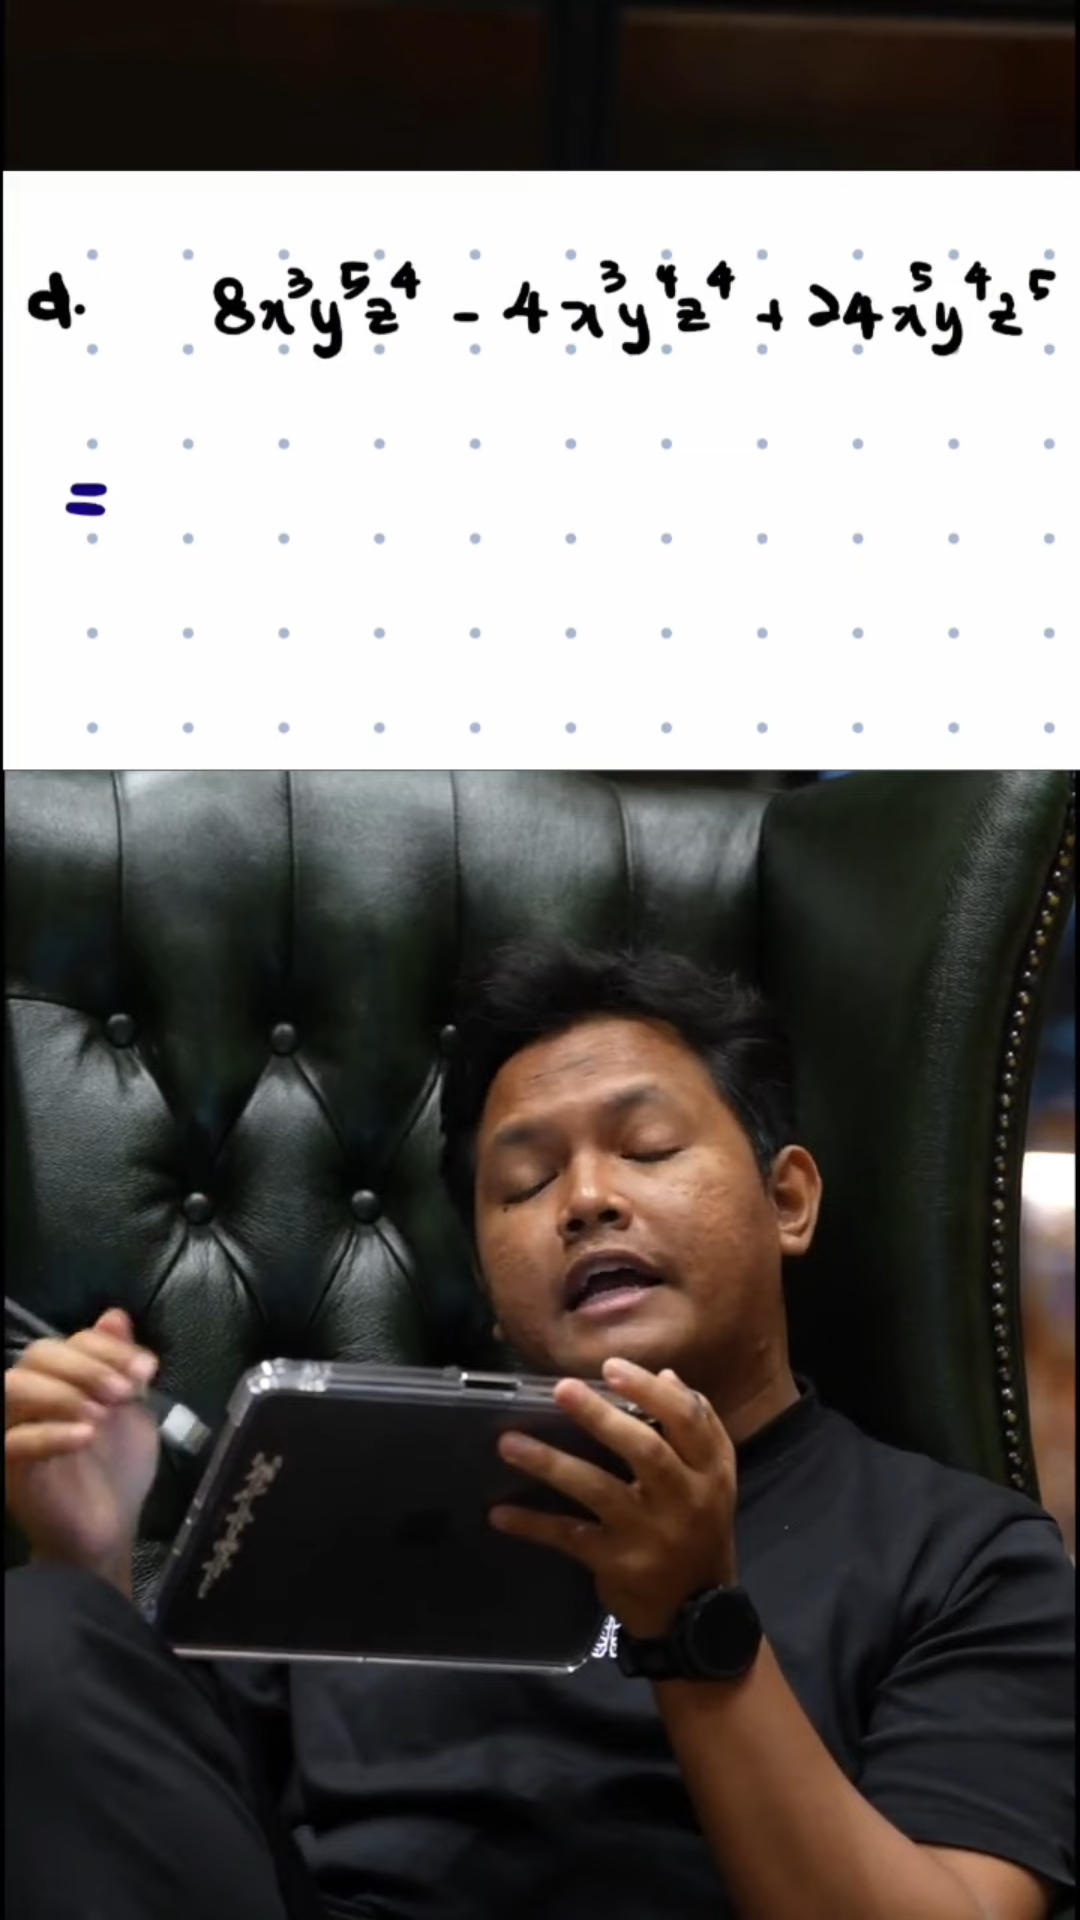 d. 8x³y⁵z⁴ - 4x³y⁴z⁴ + 24x⁵y⁴z⁵
=